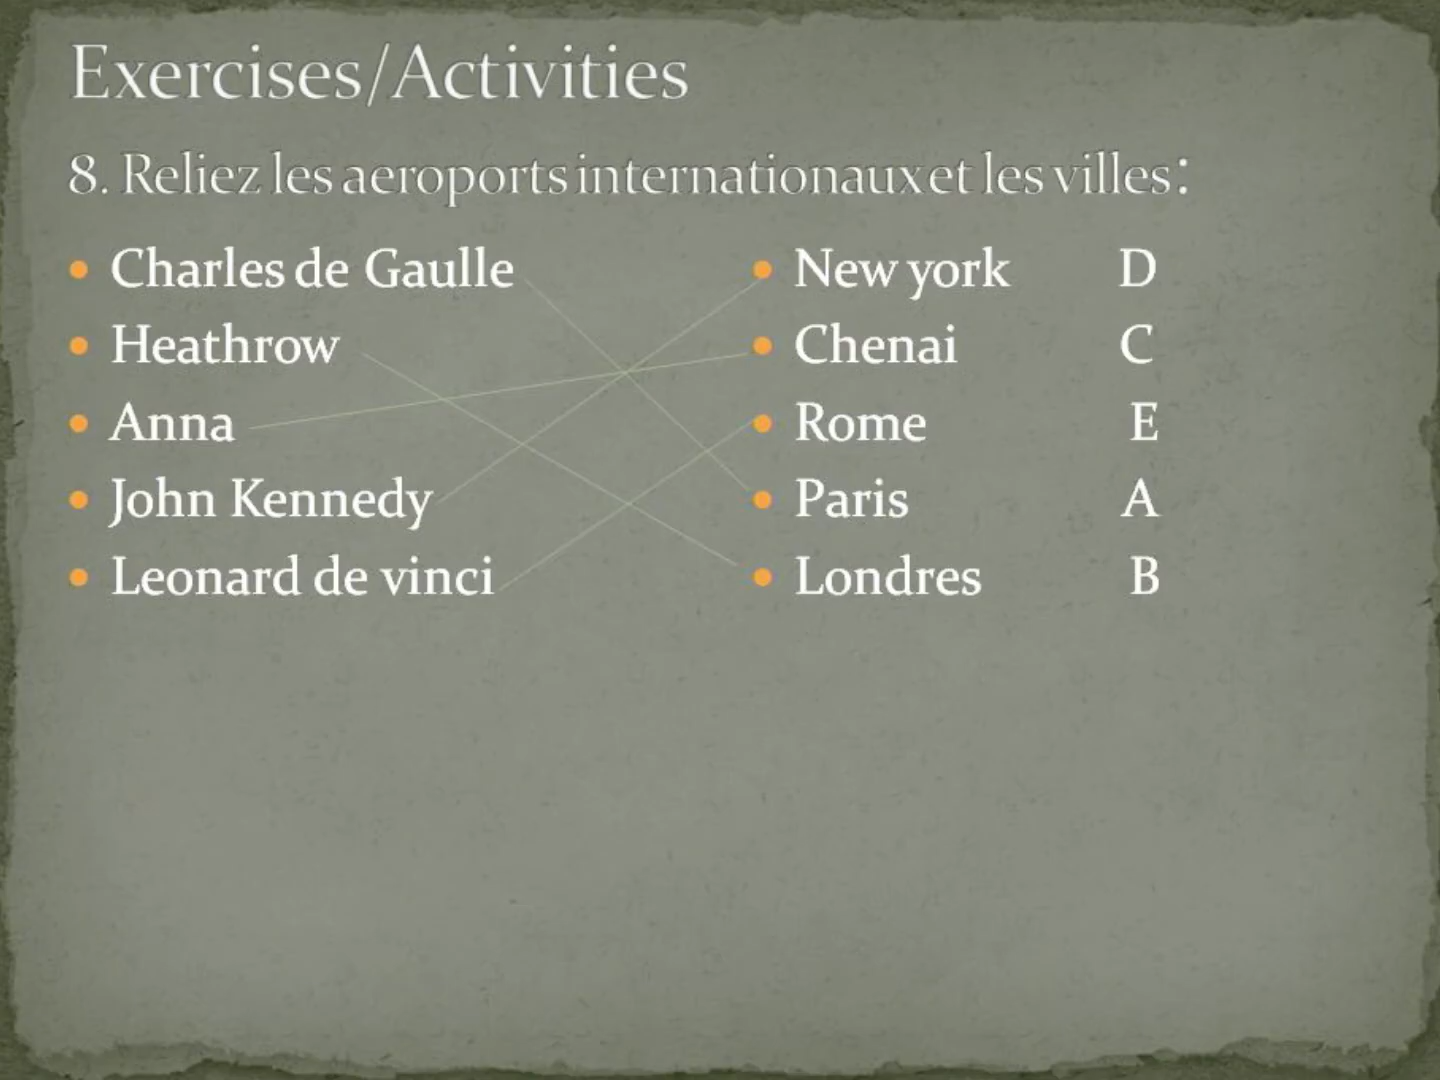 Exercises/Activities
8. Reliez les aeroports internationaux et les villes:
Charles de Gaulle
Heathrow
Anna
John Kennedy
Leonard de vinci
New york D
Chenai C
Rome E
Paris A
Londres B